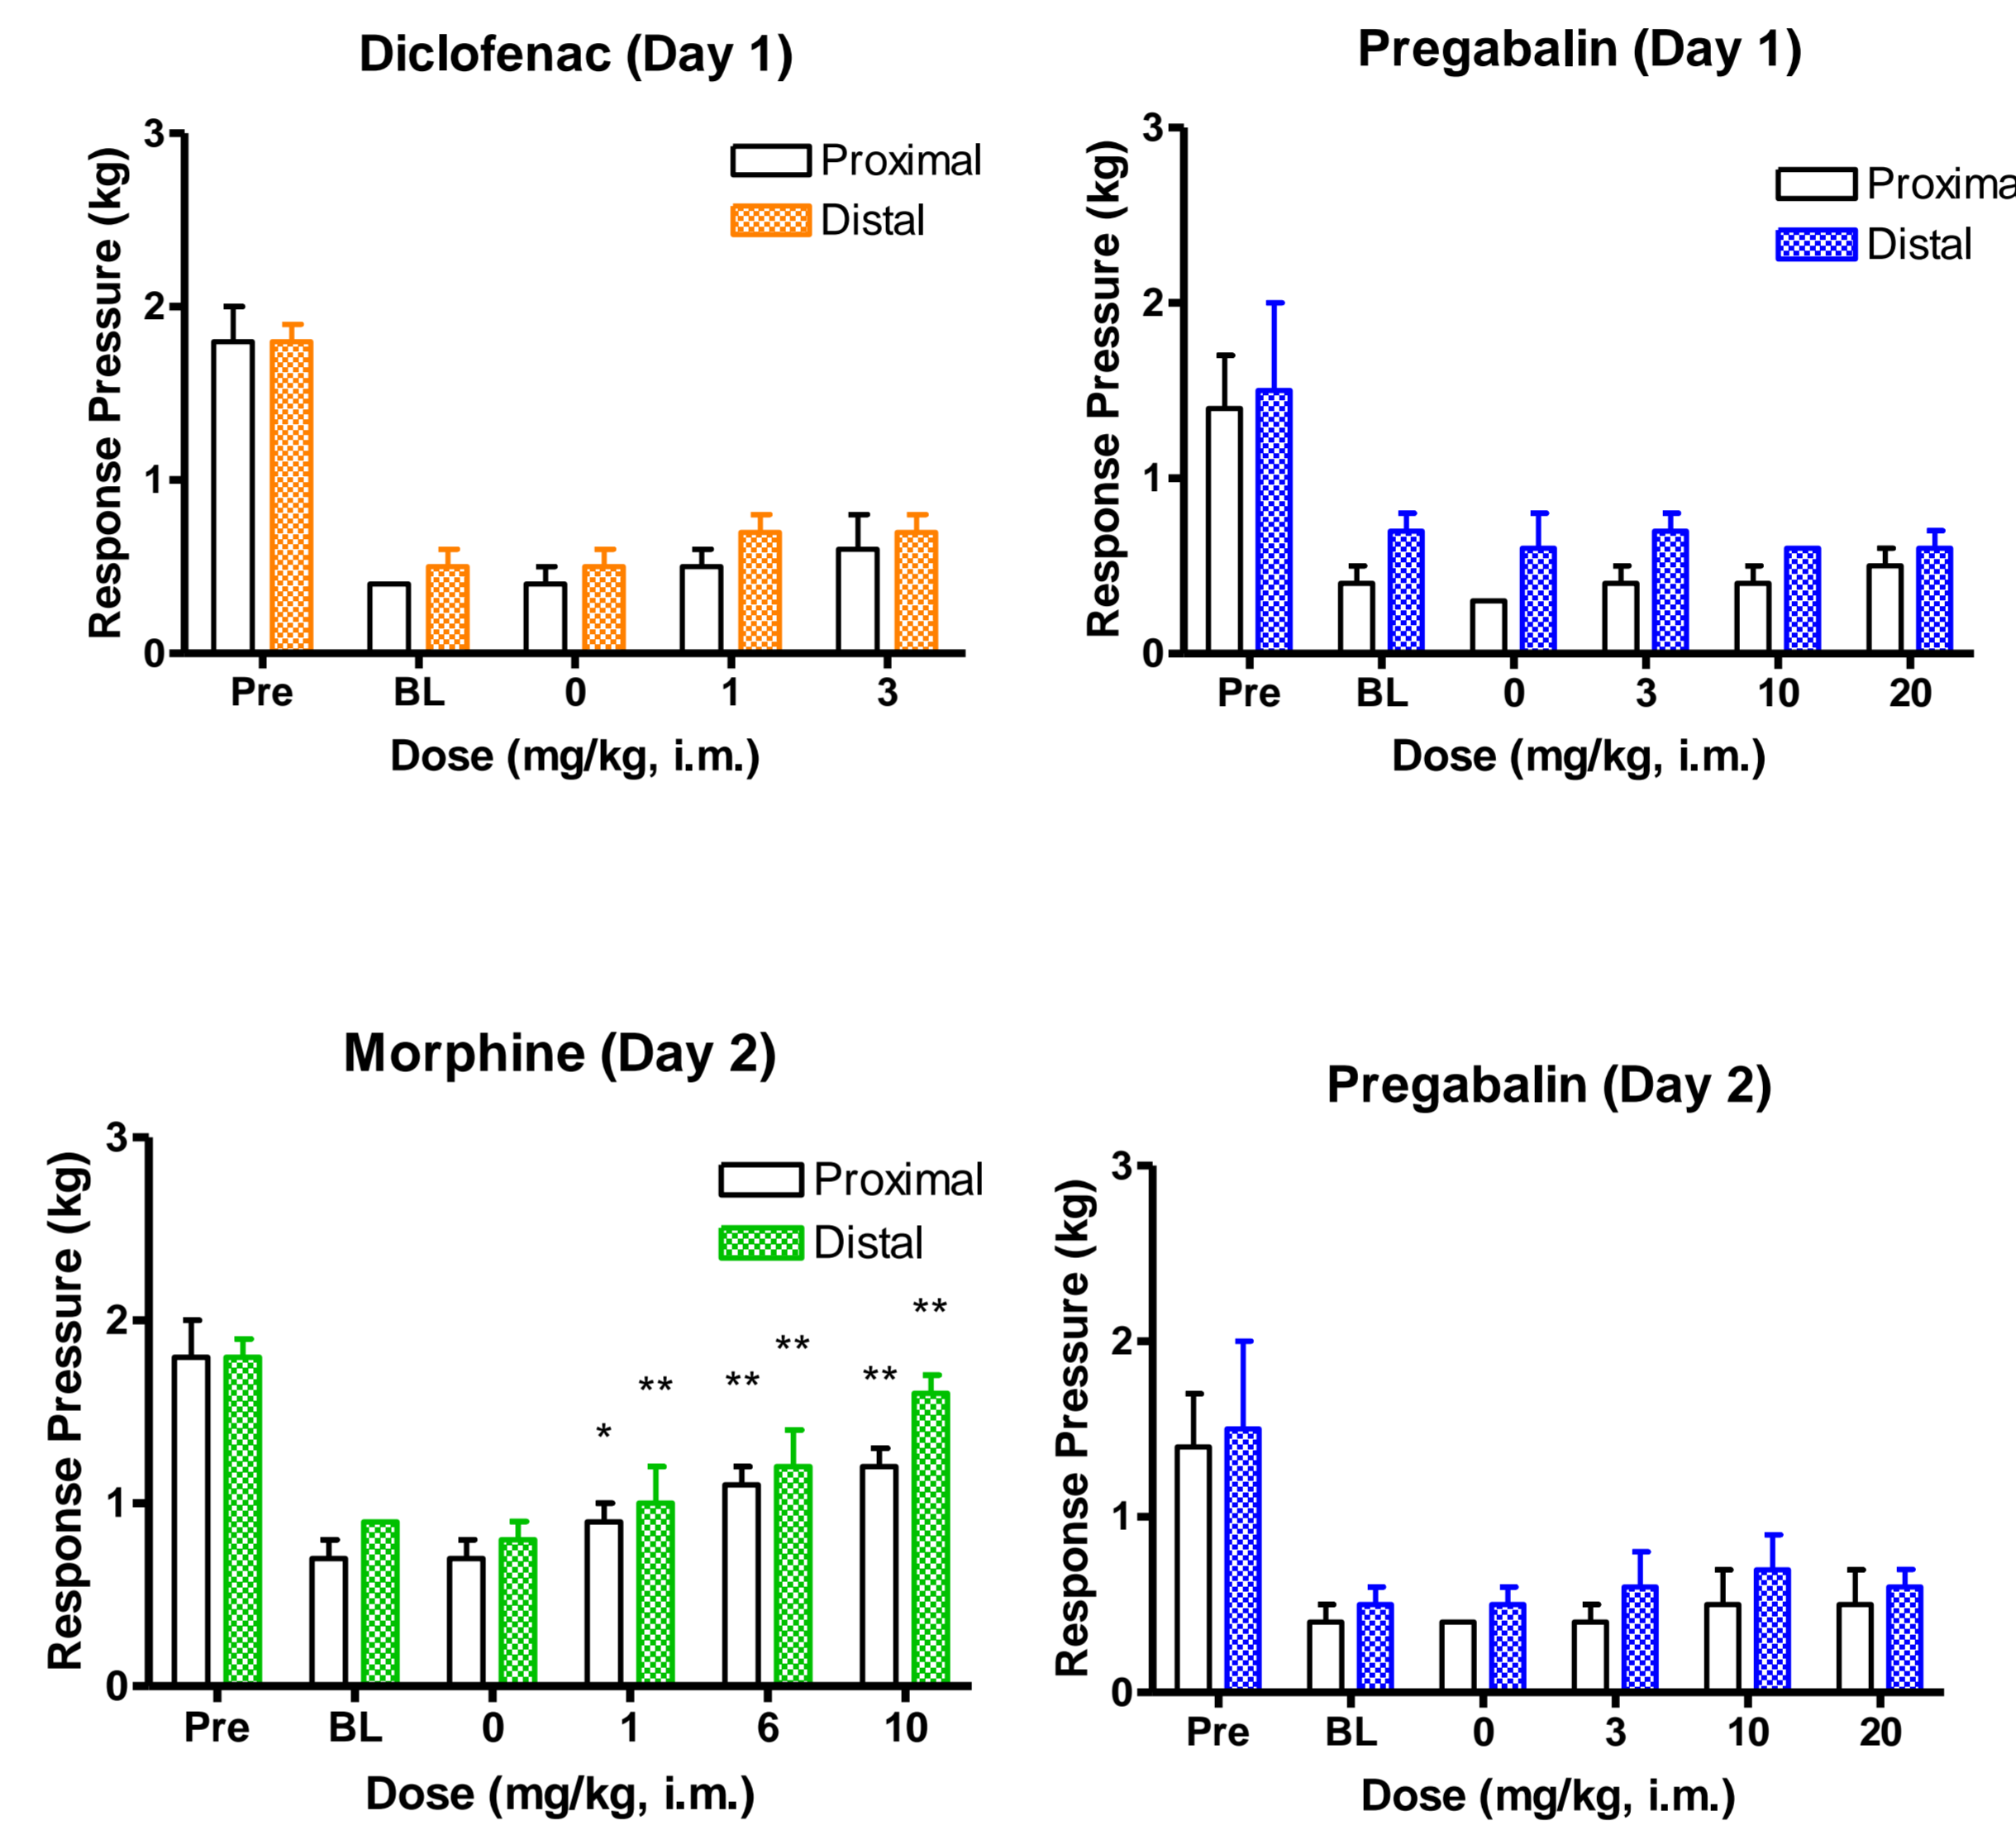 Diclofenac (Day 1)
3
2
1
0
Response Pressure (kg)
Proximal
Distal
Pre BL 0 1 3
Dose (mg/kg, i.m.)
Pregabalin (Day 1)
3
2
1
0
Response Pressure (kg)
Proxima
Distal
Pre BL 0 3 10 20
Dose (mg/kg, i.m.)
Morphine (Day 2)
3
2
1
0
Response Pressure (kg)
Proximal
Distal
* ** ** ** ** **
Pre BL 0 1 6 10
Dose (mg/kg, i.m.)
Pregabalin (Day 2)
3
2
1
0
Response Pressure (kg)
Pre BL 0 3 10 20
Dose (mg/kg, i.m.)